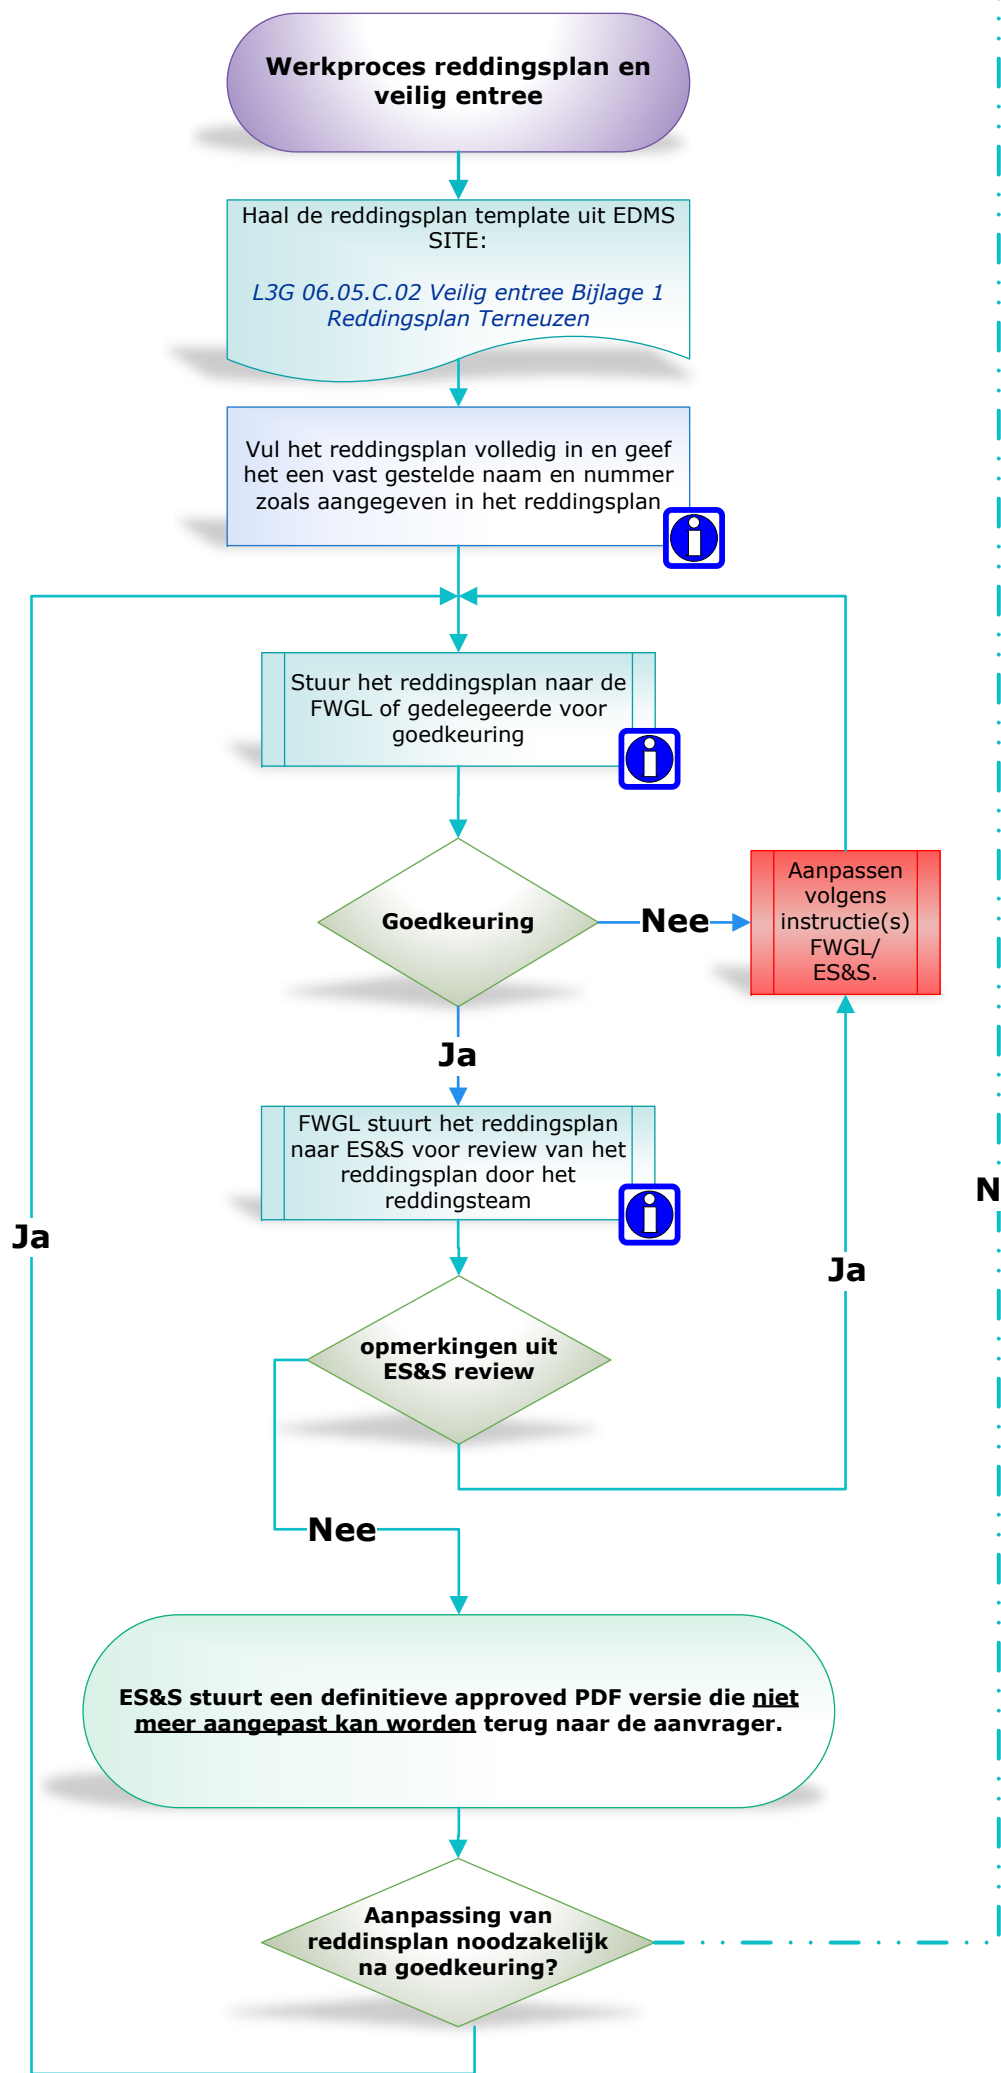 Werkproces reddingsplan en
veilig entree
Haal de reddingsplan template uit EDMS
SITE:
L3G 06.05.C.02 Veilig entree Bijlage 1
Reddingsplan Terneuzen
Vul het reddingsplan volledig in en geef
het een vast gestelde naam en nummer
zoals aangegeven in het reddingsplan
Stuur het reddingsplan naar de
FWGL of gedelegeerde voor
goedkeuring
Goedkeuring
Nee
Aanpassen
volgens
instructie(s)
FWGL/
ES&S.
Ja
FWGL stuurt het reddingsplan
naar ES&S voor review van het
reddingsplan door het
reddingsteam
N
Ja
Ja
opmerkingen uit
ES&S review
Nee
ES&S stuurt een definitieve approved PDF versie die niet
meer aangepast kan worden terug naar de aanvrager.
Aanpassing van
reddinsplan noodzakelijk
na goedkeuring?